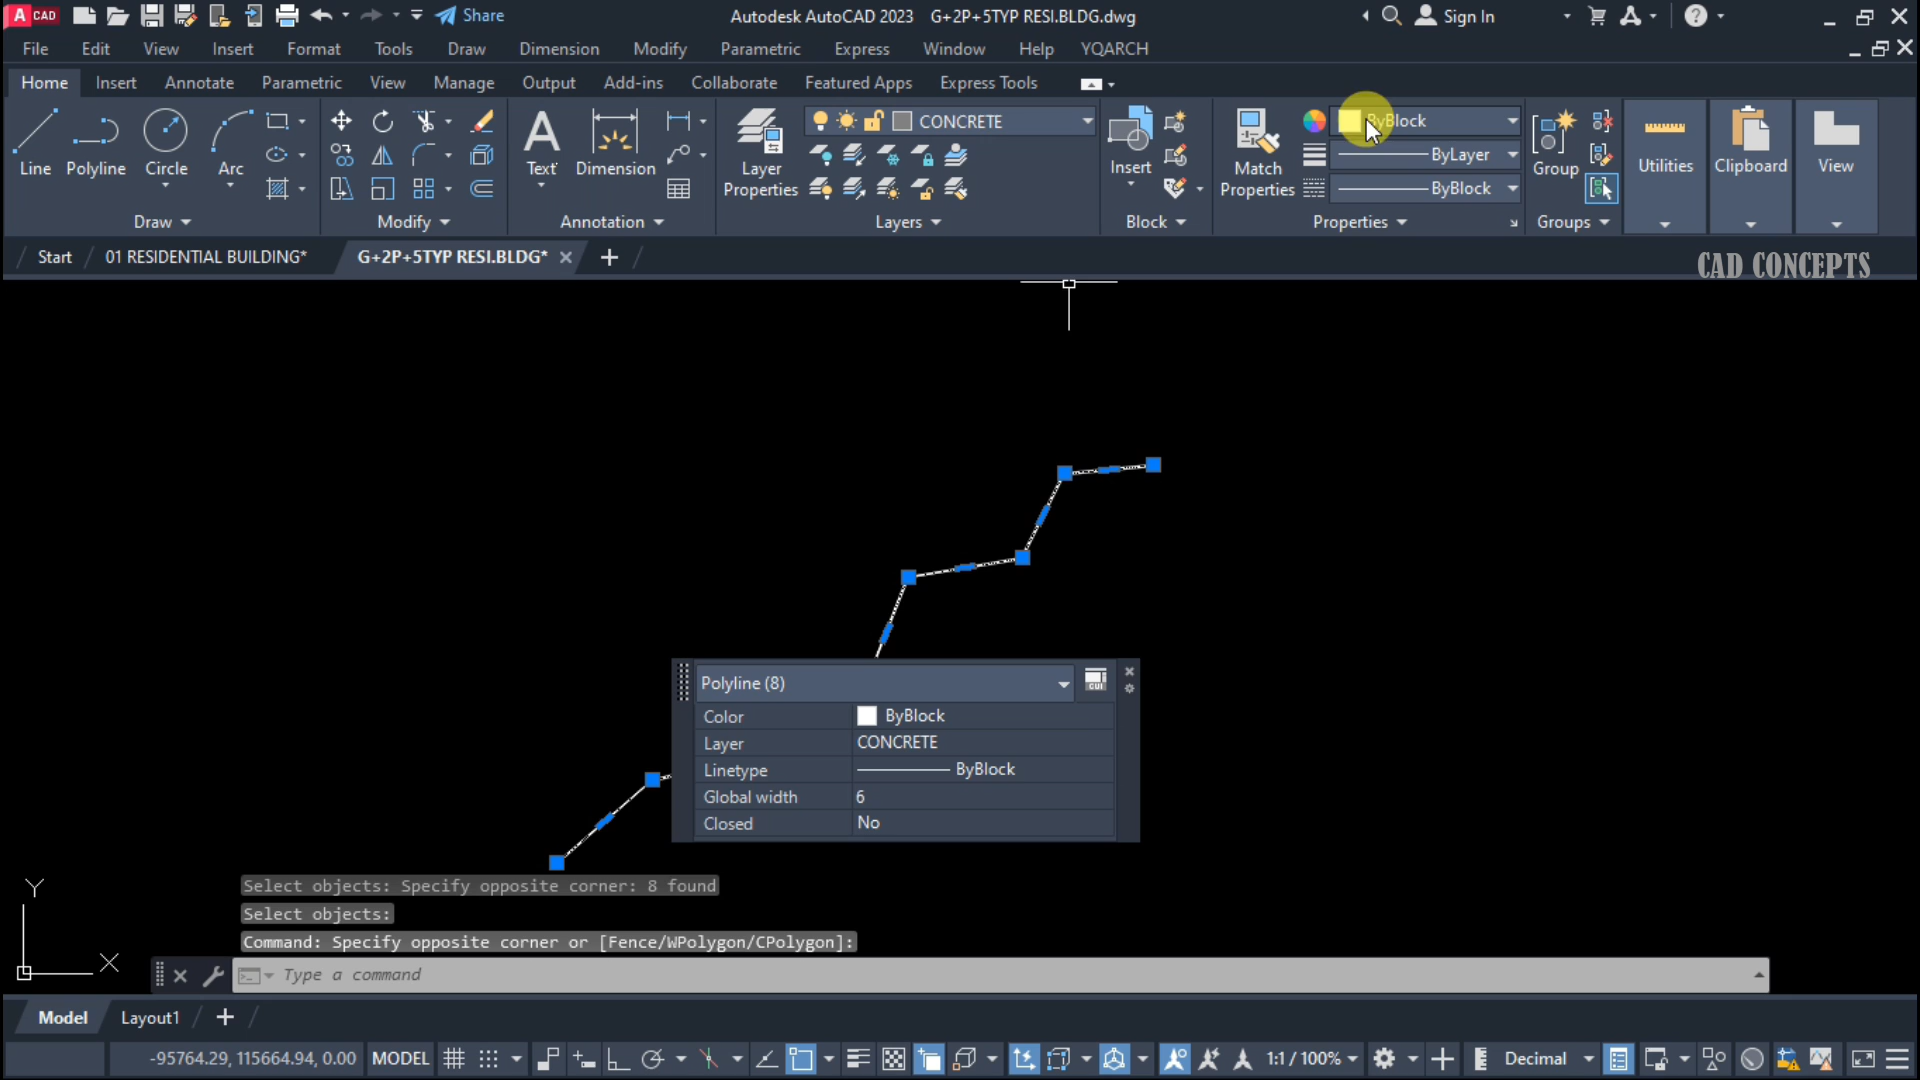 A CAD
Share
Autodesk AutoCAD 2023 G+2P+5TYP RESI.BLDG.dwg
Sign In
File Edit View Insert Format Tools Draw Dimension Modify Parametric Express Window Help YQARCH
Home Insert Annotate Parametric View Manage Output Add-ins Collaborate Featured Apps Express Tools
CONCRETE
ByBlock
Line Polyline Circle Arc
Text Dimension
Layer Properties
Insert
Match Properties
ByLayer
ByBlock
Group
Utilities Clipboard View
Draw Modify Annotation Layers Block Properties Groups
Start 01 RESIDENTIAL BUILDING* G+2P+5TYP RESI.BLDG*
CAD CONCEPTS
Polyline (8)
CUI
Color ByBlock
Layer CONCRETE
Linetype ByBlock
Global width 6
Closed No
Y
X
Select objects: Specify opposite corner: 8 found
Select objects:
Command: Specify opposite corner or [Fence/WPolygon/CPolygon]:
Type a command
Model Layout1
-95764.29, 115664.94, 0.00 MODEL 1:1 / 100% Decimal